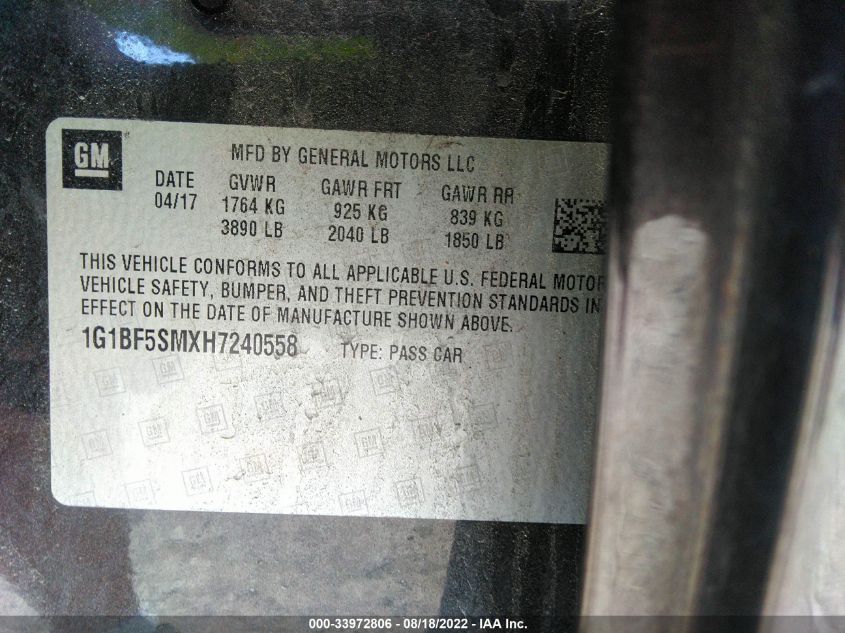 GM
MFD BY GENERAL MOTORS LLC
DATE GVWR GAWR FRT GAWR RR
04/17 1764 KG 925 KG 839 KG
3890 LB 2040 LB 1850 LB
THIS VEHICLE CONFORMS TO ALL APPLICABLE U.S. FEDERAL MOTOR
VEHICLE SAFETY, BUMPER, AND THEFT PREVENTION STANDARDS IN
EFFECT ON THE DATE OF MANUFACTURE SHOWN ABOVE.
1G1BF5SMXH7240558 TYPE: PASS CAR
000-33972806 - 08/18/2022 - IAA Inc.